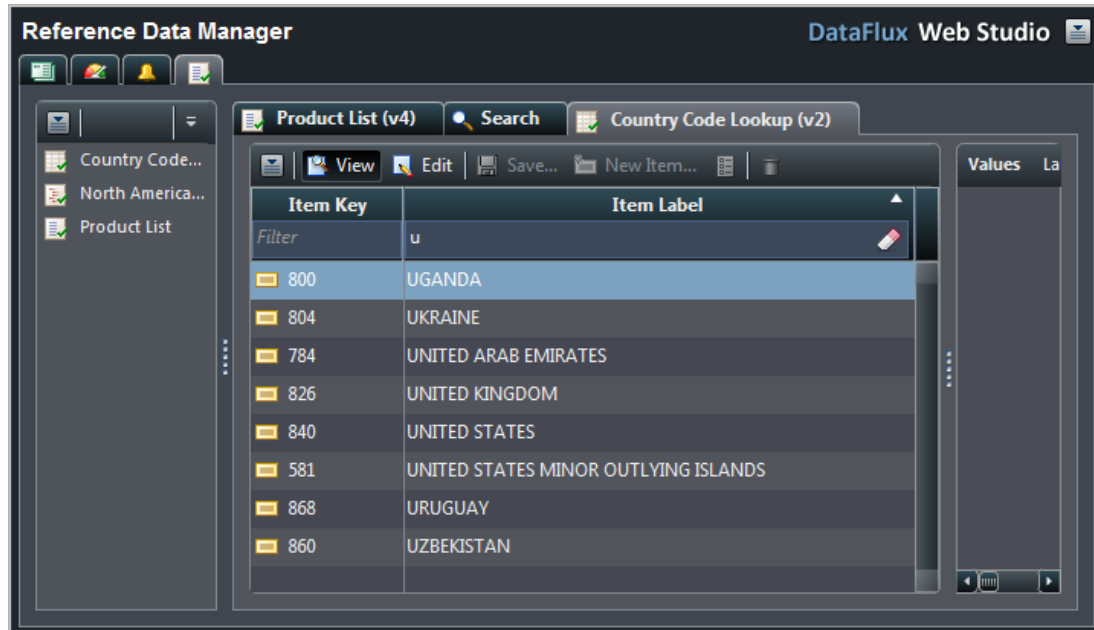 Reference Data Manager DataFlux Web Studio
Product List (v4) Search Country Code Lookup (v2)
Country Code...
North America...
Product List
View Edit Save... New Item...
Item Key Item Label
Filter u
800 UGANDA
804 UKRAINE
784 UNITED ARAB EMIRATES
826 UNITED KINGDOM
840 UNITED STATES
581 UNITED STATES MINOR OUTLYING ISLANDS
868 URUGUAY
860 UZBEKISTAN
Values La